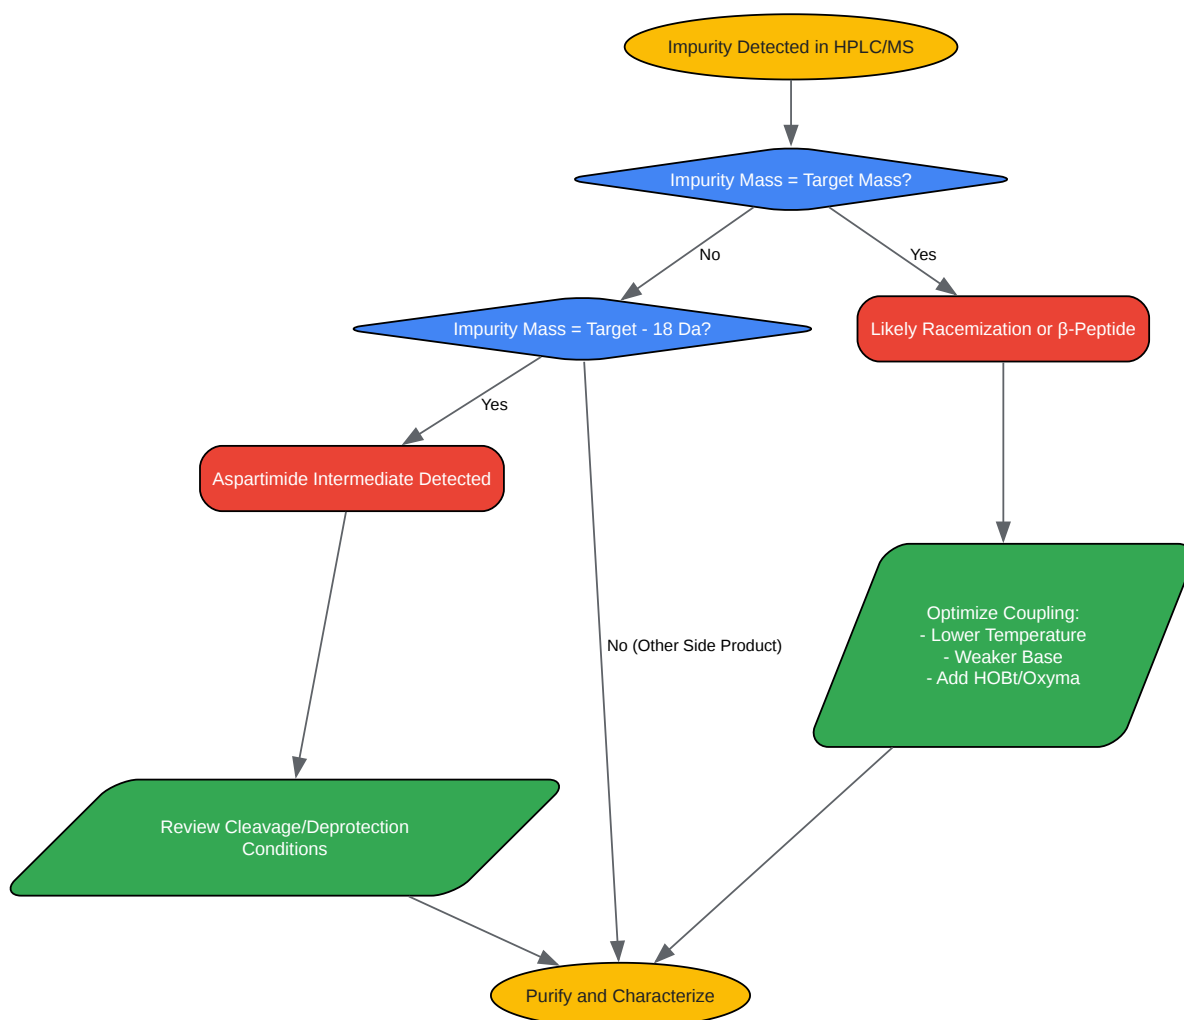 Impurity Detected in HPLC/MS
Impurity Mass = Target Mass?
No
Yes
Impurity Mass = Target - 18 Da?
Likely Racemization or β-Peptide
Yes
Aspartimide Intermediate Detected
Optimize Coupling:
- Lower Temperature
- Weaker Base
- Add HOBt/Oxyma
No (Other Side Product)
Review Cleavage/Deprotection
Conditions
Purify and Characterize